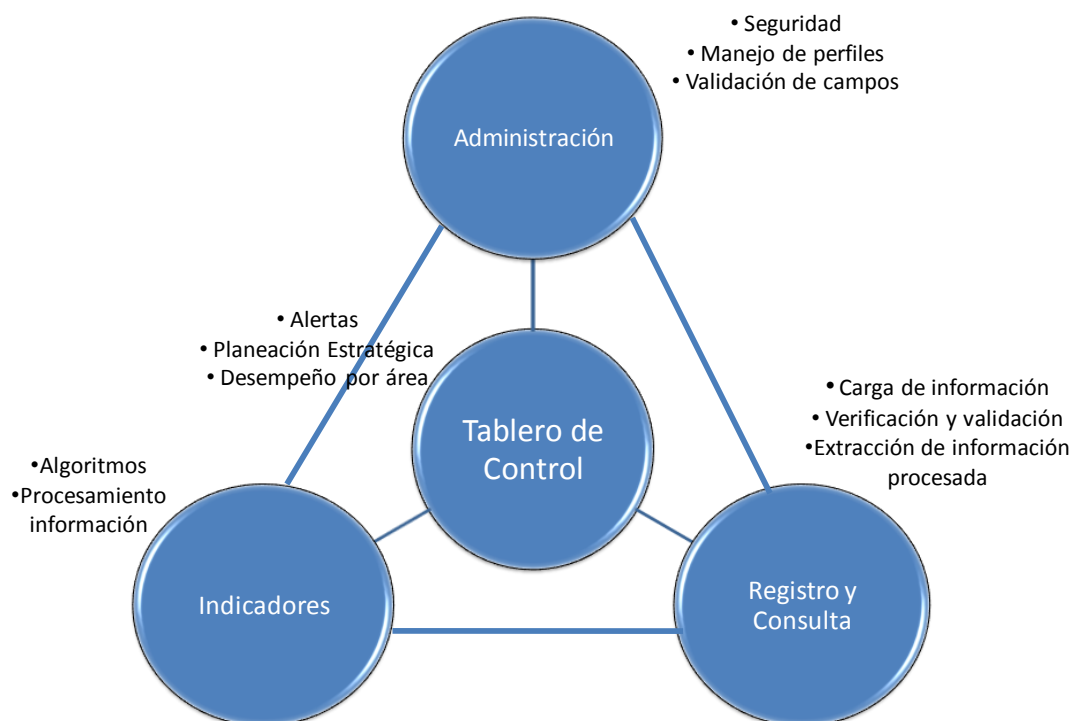 • Seguridad
• Manejo de perfiles
• Validación de campos
Administración
• Alertas
• Planeación Estratégica
• Desempeño por área
Tablero de
Control
• Carga de información
• Verificación y validación
•Extracción de información
procesada
•Algoritmos
•Procesamiento
información
Indicadores
Registro y
Consulta